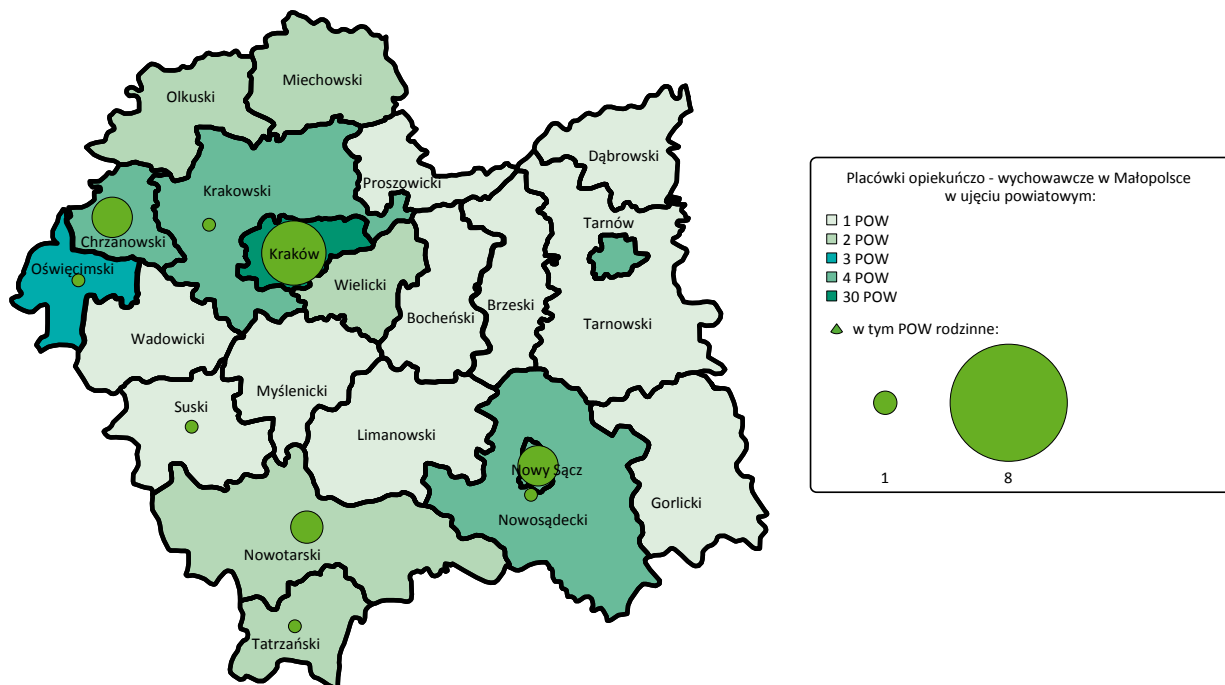 Miechowski
Olkuski
Dąbrowski
Proszowicki
Krakowski
Tarnów
Chrzanowski
Kraków
Oświęcimski
Wielicki
Brzeski
Bocheński
Tarnowski
Wadowicki
Myślenicki
Suski
Limanowski
Nowy Sącz
Gorlicki
Nowosądecki
Nowotarski
Tatrzański
Placówki opiekuńczo - wychowawcze w Małopolsce
w ujęciu powiatowym:
1 POW
2 POW
3 POW
4 POW
30 POW
w tym POW rodzinne:
1 8